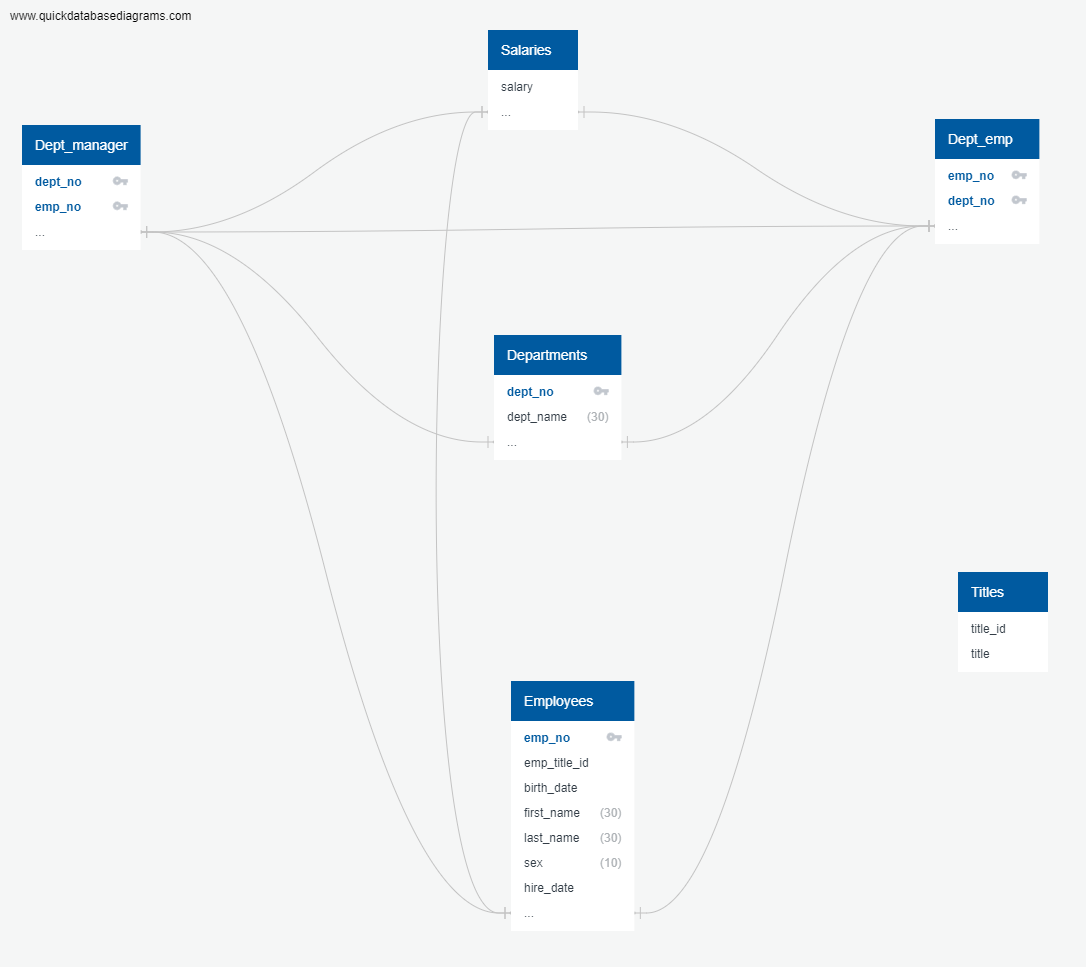 www.quickdatabasediagrams.com
Salaries
salary
...
Dept_manager
dept_no
emp_no
...
Dept_emp
emp_no
dept_no
...
Departments
dept_no
dept_name (30)
...
Titles
title_id
title
Employees
emp_no
emp_title_id
birth_date
first_name (30)
last_name (30)
sex (10)
hire_date
...